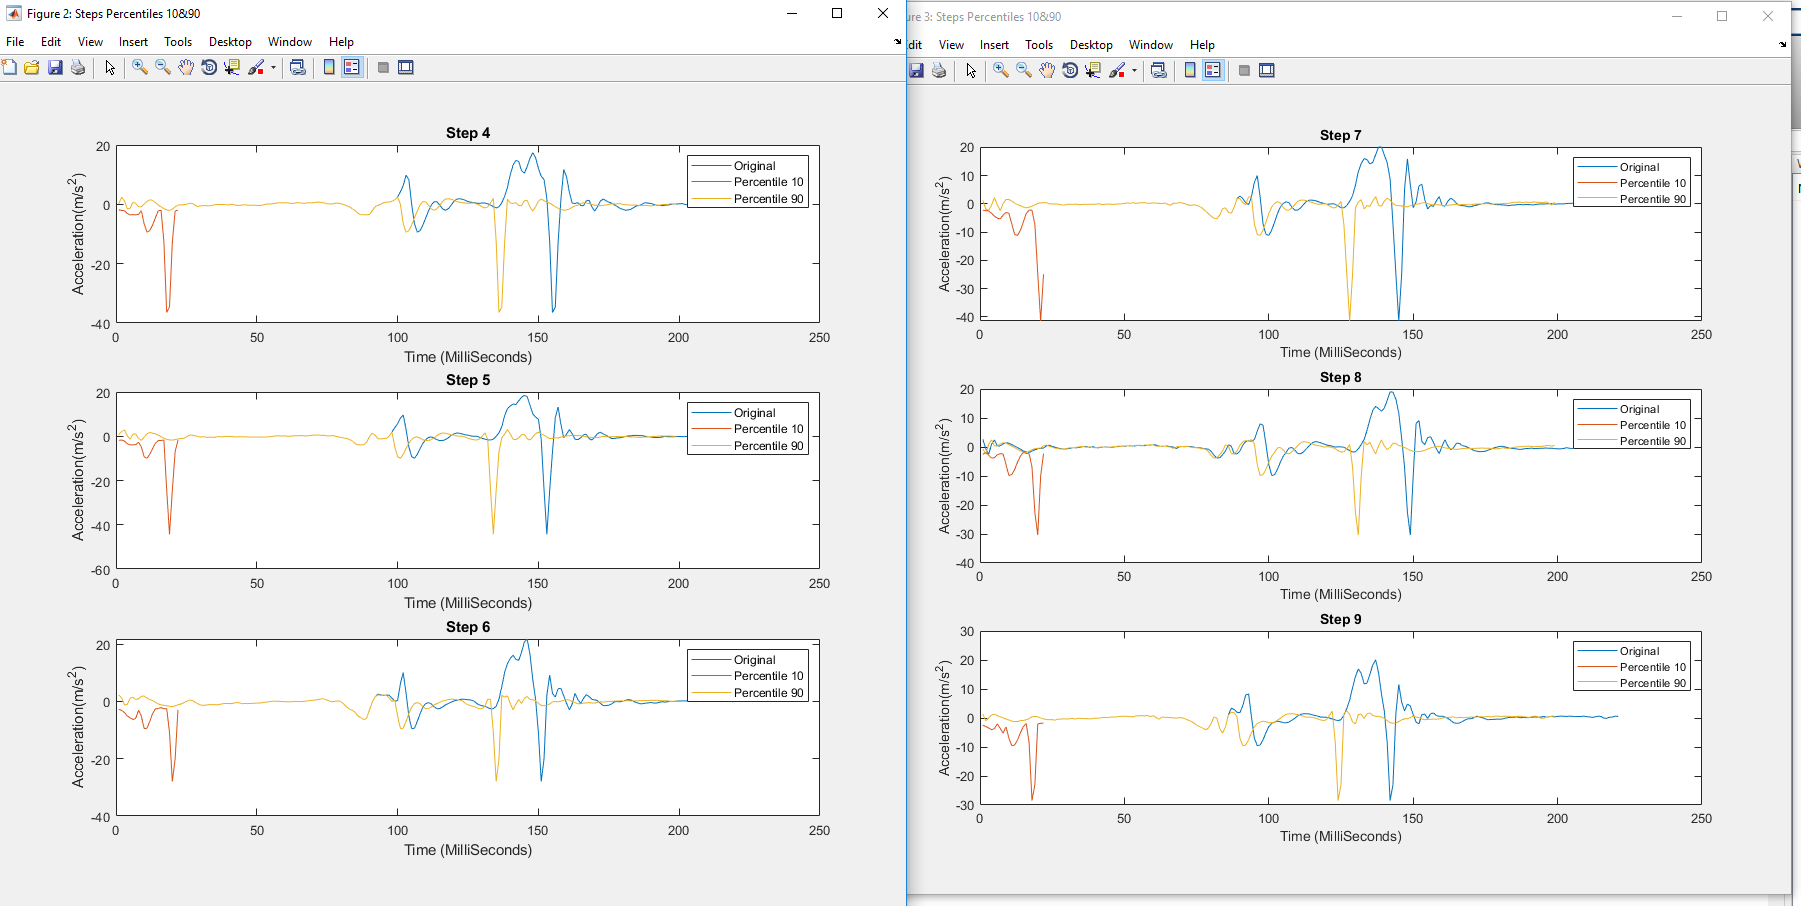 Figure 2: Steps Percentiles 10&90
File Edit View Insert Tools Desktop Window Help
Step 4
20
0
-20
-40
Acceleration(m/s²)
Original
Percentile 10
Percentile 90
0 50 100 150 200 250
Time (MilliSeconds)
Step 5
20
0
-20
-40
-60
Acceleration(m/s²)
Original
Percentile 10
Percentile 90
0 50 100 150 200 250
Time (MilliSeconds)
Step 6
20
0
-20
-40
Acceleration(m/s²)
Original
Percentile 10
Percentile 90
0 50 100 150 200 250
Time (MilliSeconds)
ure 3: Steps Percentiles 10&90
dit View Insert Tools Desktop Window Help
Step 7
20
10
0
-10
-20
-30
-40
Acceleration(m/s²)
Original
Percentile 10
Percentile 90
0 50 100 150 200 250
Time (MilliSeconds)
Step 8
20
10
0
-10
-20
-30
-40
Acceleration(m/s²)
Original
Percentile 10
Percentile 90
0 50 100 150 200 250
Time (MilliSeconds)
Step 9
30
20
10
0
-10
-20
-30
Acceleration(m/s²)
Original
Percentile 10
Percentile 90
0 50 100 150 200 250
Time (MilliSeconds)